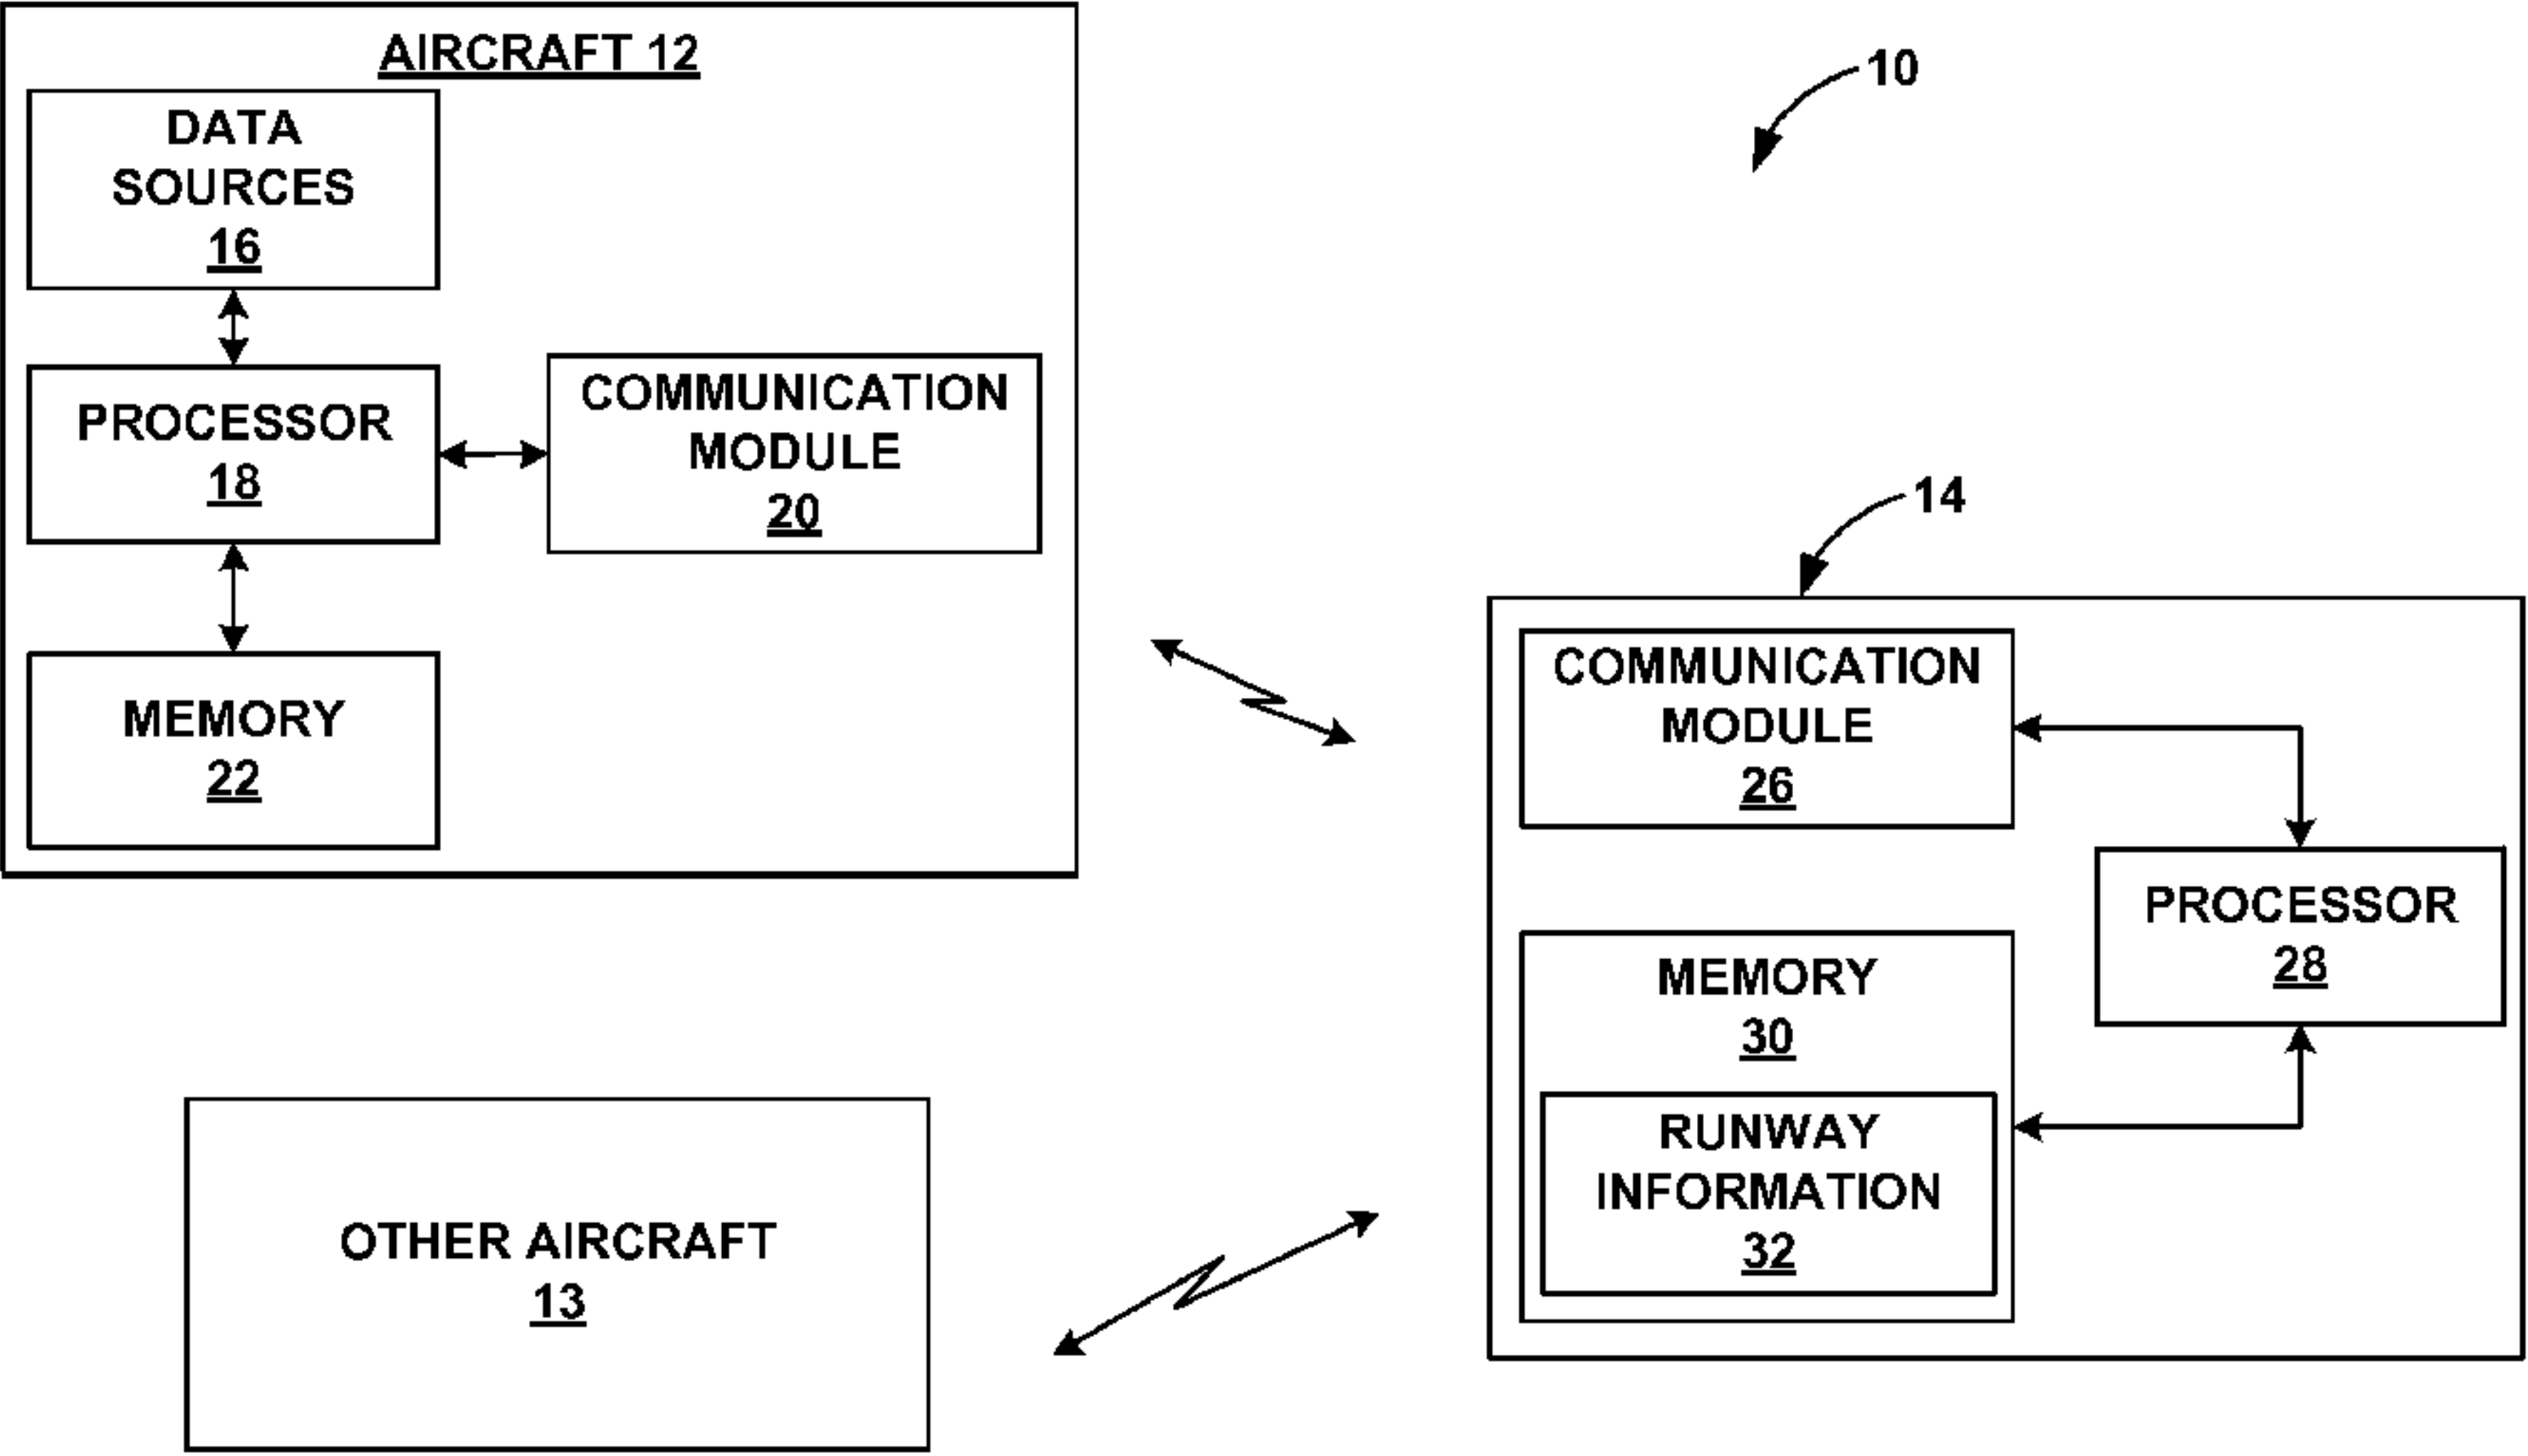 AIRCRAFT 12
DATA
SOURCES
16
PROCESSOR
18
COMMUNICATION
MODULE
20
MEMORY
22
10
14
COMMUNICATION
MODULE
26
PROCESSOR
28
MEMORY
30
RUNWAY
INFORMATION
32
OTHER AIRCRAFT
13